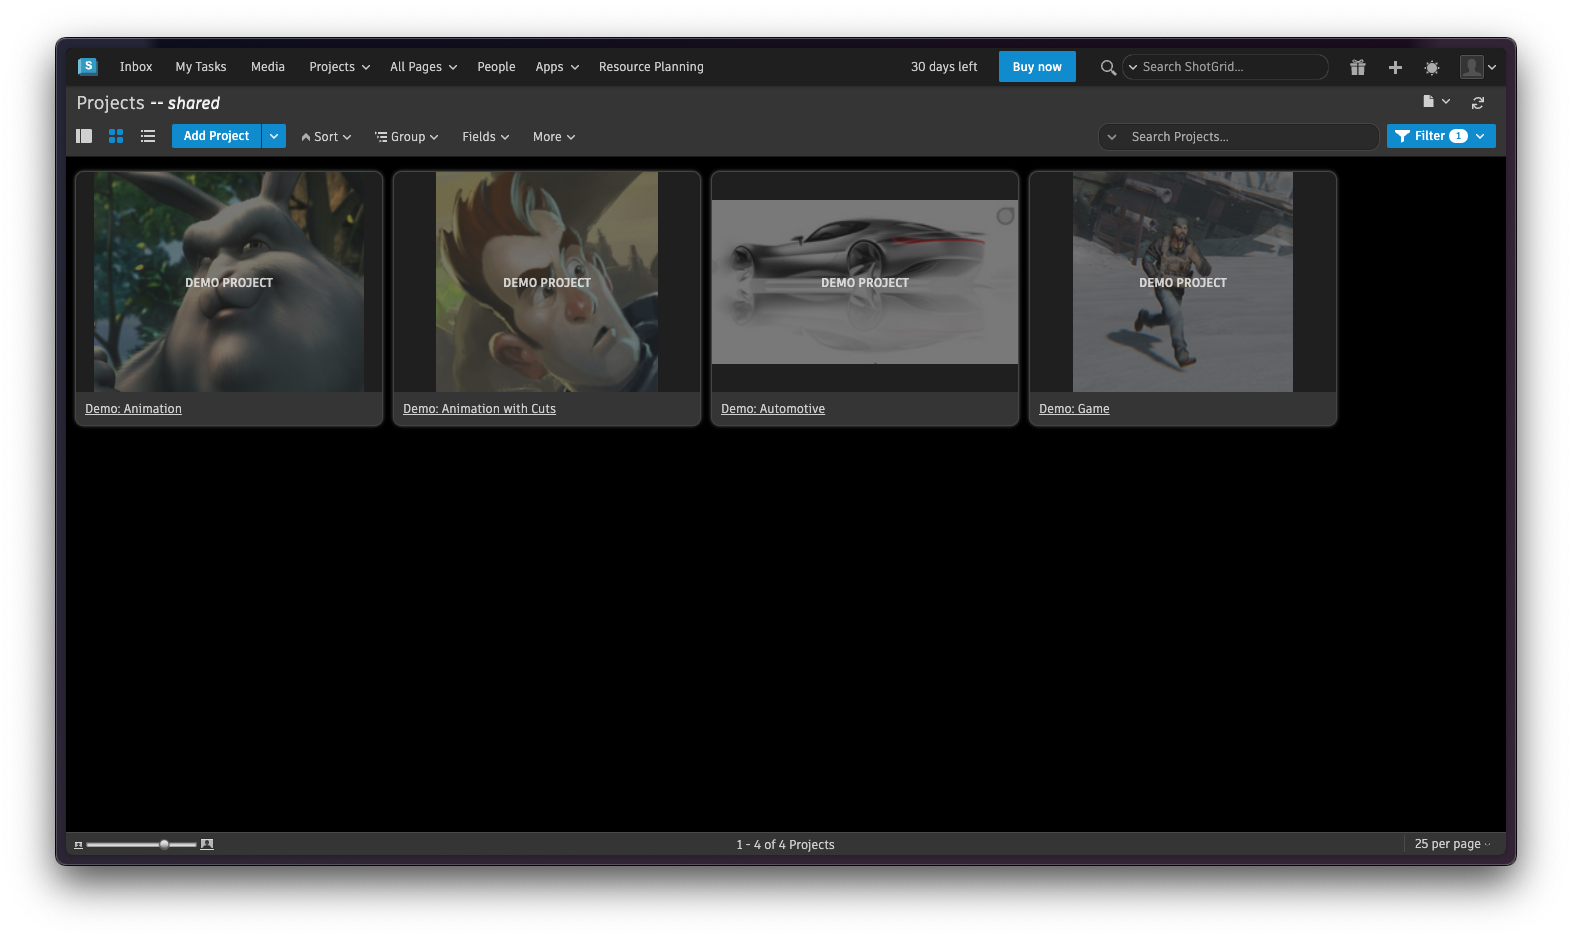 S Inbox My Tasks Media Projects All Pages People Apps Resource Planning 30 days left Buy now Search ShotGrid...
Projects -- shared
Add Project Sort Group Fields More Search Projects... Filter 1
DEMO PROJECT DEMO PROJECT DEMO PROJECT DEMO PROJECT
Demo: Animation Demo: Animation with Cuts Demo: Automotive Demo: Game
1 - 4 of 4 Projects 25 per page